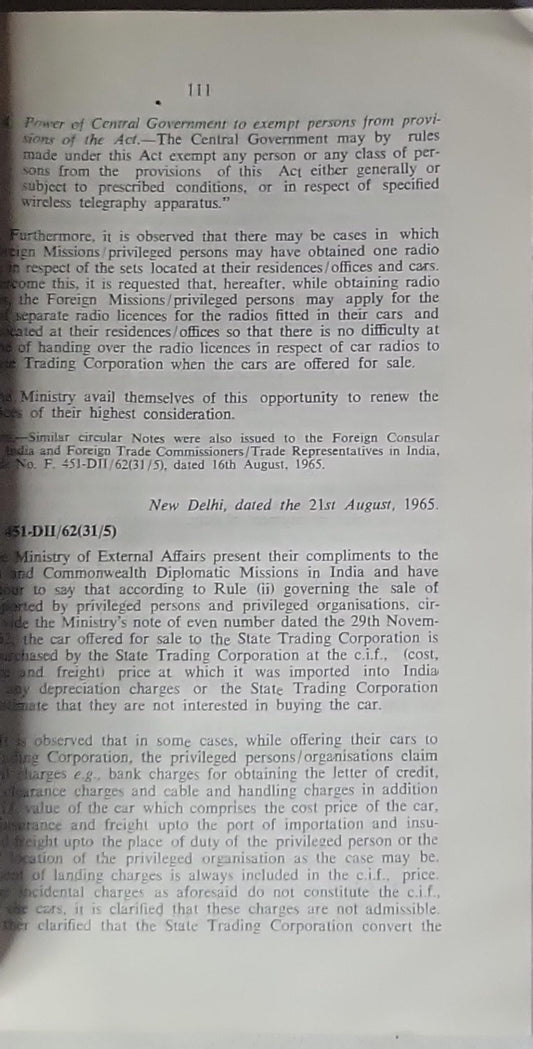 111
4. Power of Central Government to exempt persons from provi-
sions of the Act.—The Central Government may by rules
made under this Act exempt any person or any class of per-
sons from the provisions of this Act either generally or
subject to prescribed conditions, or in respect of specified
wireless telegraphy apparatus."
Furthermore, it is observed that there may be cases in which
eign Missions/privileged persons may have obtained one radio
in respect of the sets located at their residences/offices and cars.
come this, it is requested that, hereafter, while obtaining radio
the Foreign Missions/privileged persons may apply for the
separate radio licences for the radios fitted in their cars and
cated at their residences/offices so that there is no difficulty at
of handing over the radio licences in respect of car radios to
Trading Corporation when the cars are offered for sale.
Ministry avail themselves of this opportunity to renew the
of their highest consideration.
—Similar circular Notes were also issued to the Foreign Consular
India and Foreign Trade Commissioners/Trade Representatives in India,
No. F. 451-DII/62(31/5), dated 16th August, 1965.
New Delhi, dated the 21st August, 1965.
451-DII/62(31/5)
Ministry of External Affairs present their compliments to the
and Commonwealth Diplomatic Missions in India and have
our to say that according to Rule (ii) governing the sale of
ported by privileged persons and privileged organisations, cir-
vide the Ministry's note of even number dated the 29th Novem-
the car offered for sale to the State Trading Corporation is
urchased by the State Trading Corporation at the c.i.f., (cost,
and freight) price at which it was imported into India
any depreciation charges or the State Trading Corporation
timate that they are not interested in buying the car.
is observed that in some cases, while offering their cars to
ding Corporation, the privileged persons/organisations claim
charges e.g., bank charges for obtaining the letter of credit,
clearance charges and cable and handling charges in addition
value of the car which comprises the cost price of the car,
insurance and freight upto the port of importation and insu-
freight upto the place of duty of the privileged person or the
location of the privileged organisation as the case may be.
of landing charges is always included in the c.i.f., price.
incidental charges as aforesaid do not constitute the c.i.f.,
the cars, it is clarified that these charges are not admissible.
ther clarified that the State Trading Corporation convert the